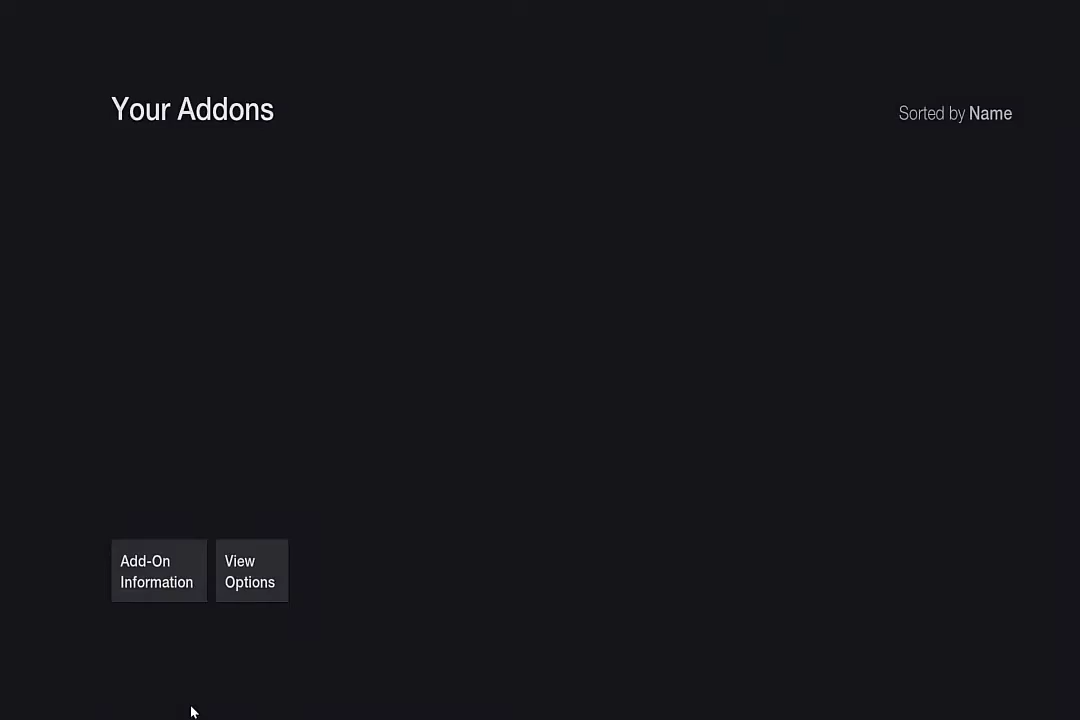 Your Addons
Sorted by Name
Add-On
Information
View
Options